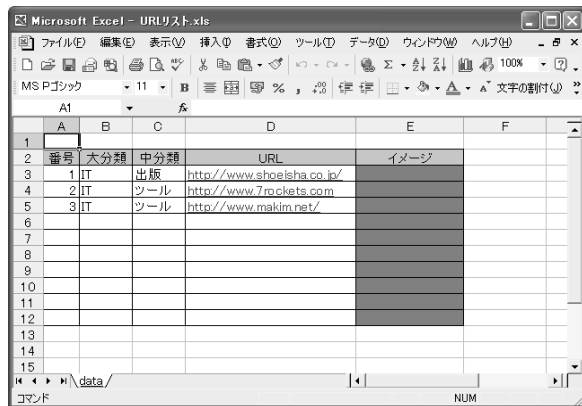 Microsoft Excel - URLリスト.xls
ファイル(F) 編集(E) 表示(V) 挿入(I) 書式(O) ツール(T) データ(D) ウィンドウ(W) ヘルプ(H)
100%
MS Pゴシック 11 B % , 文字の割付(J)
A1 fx
A B C D E F
1
2 番号 大分類 中分類 URL イメージ
3 1 IT 出版 http://www.shoeisha.co.jp/
4 2 IT ツール http://www.7rockets.com
5 3 IT ツール http://www.makim.net/
6
7
8
9
10
11
12
13
14
15
data
コマンド NUM